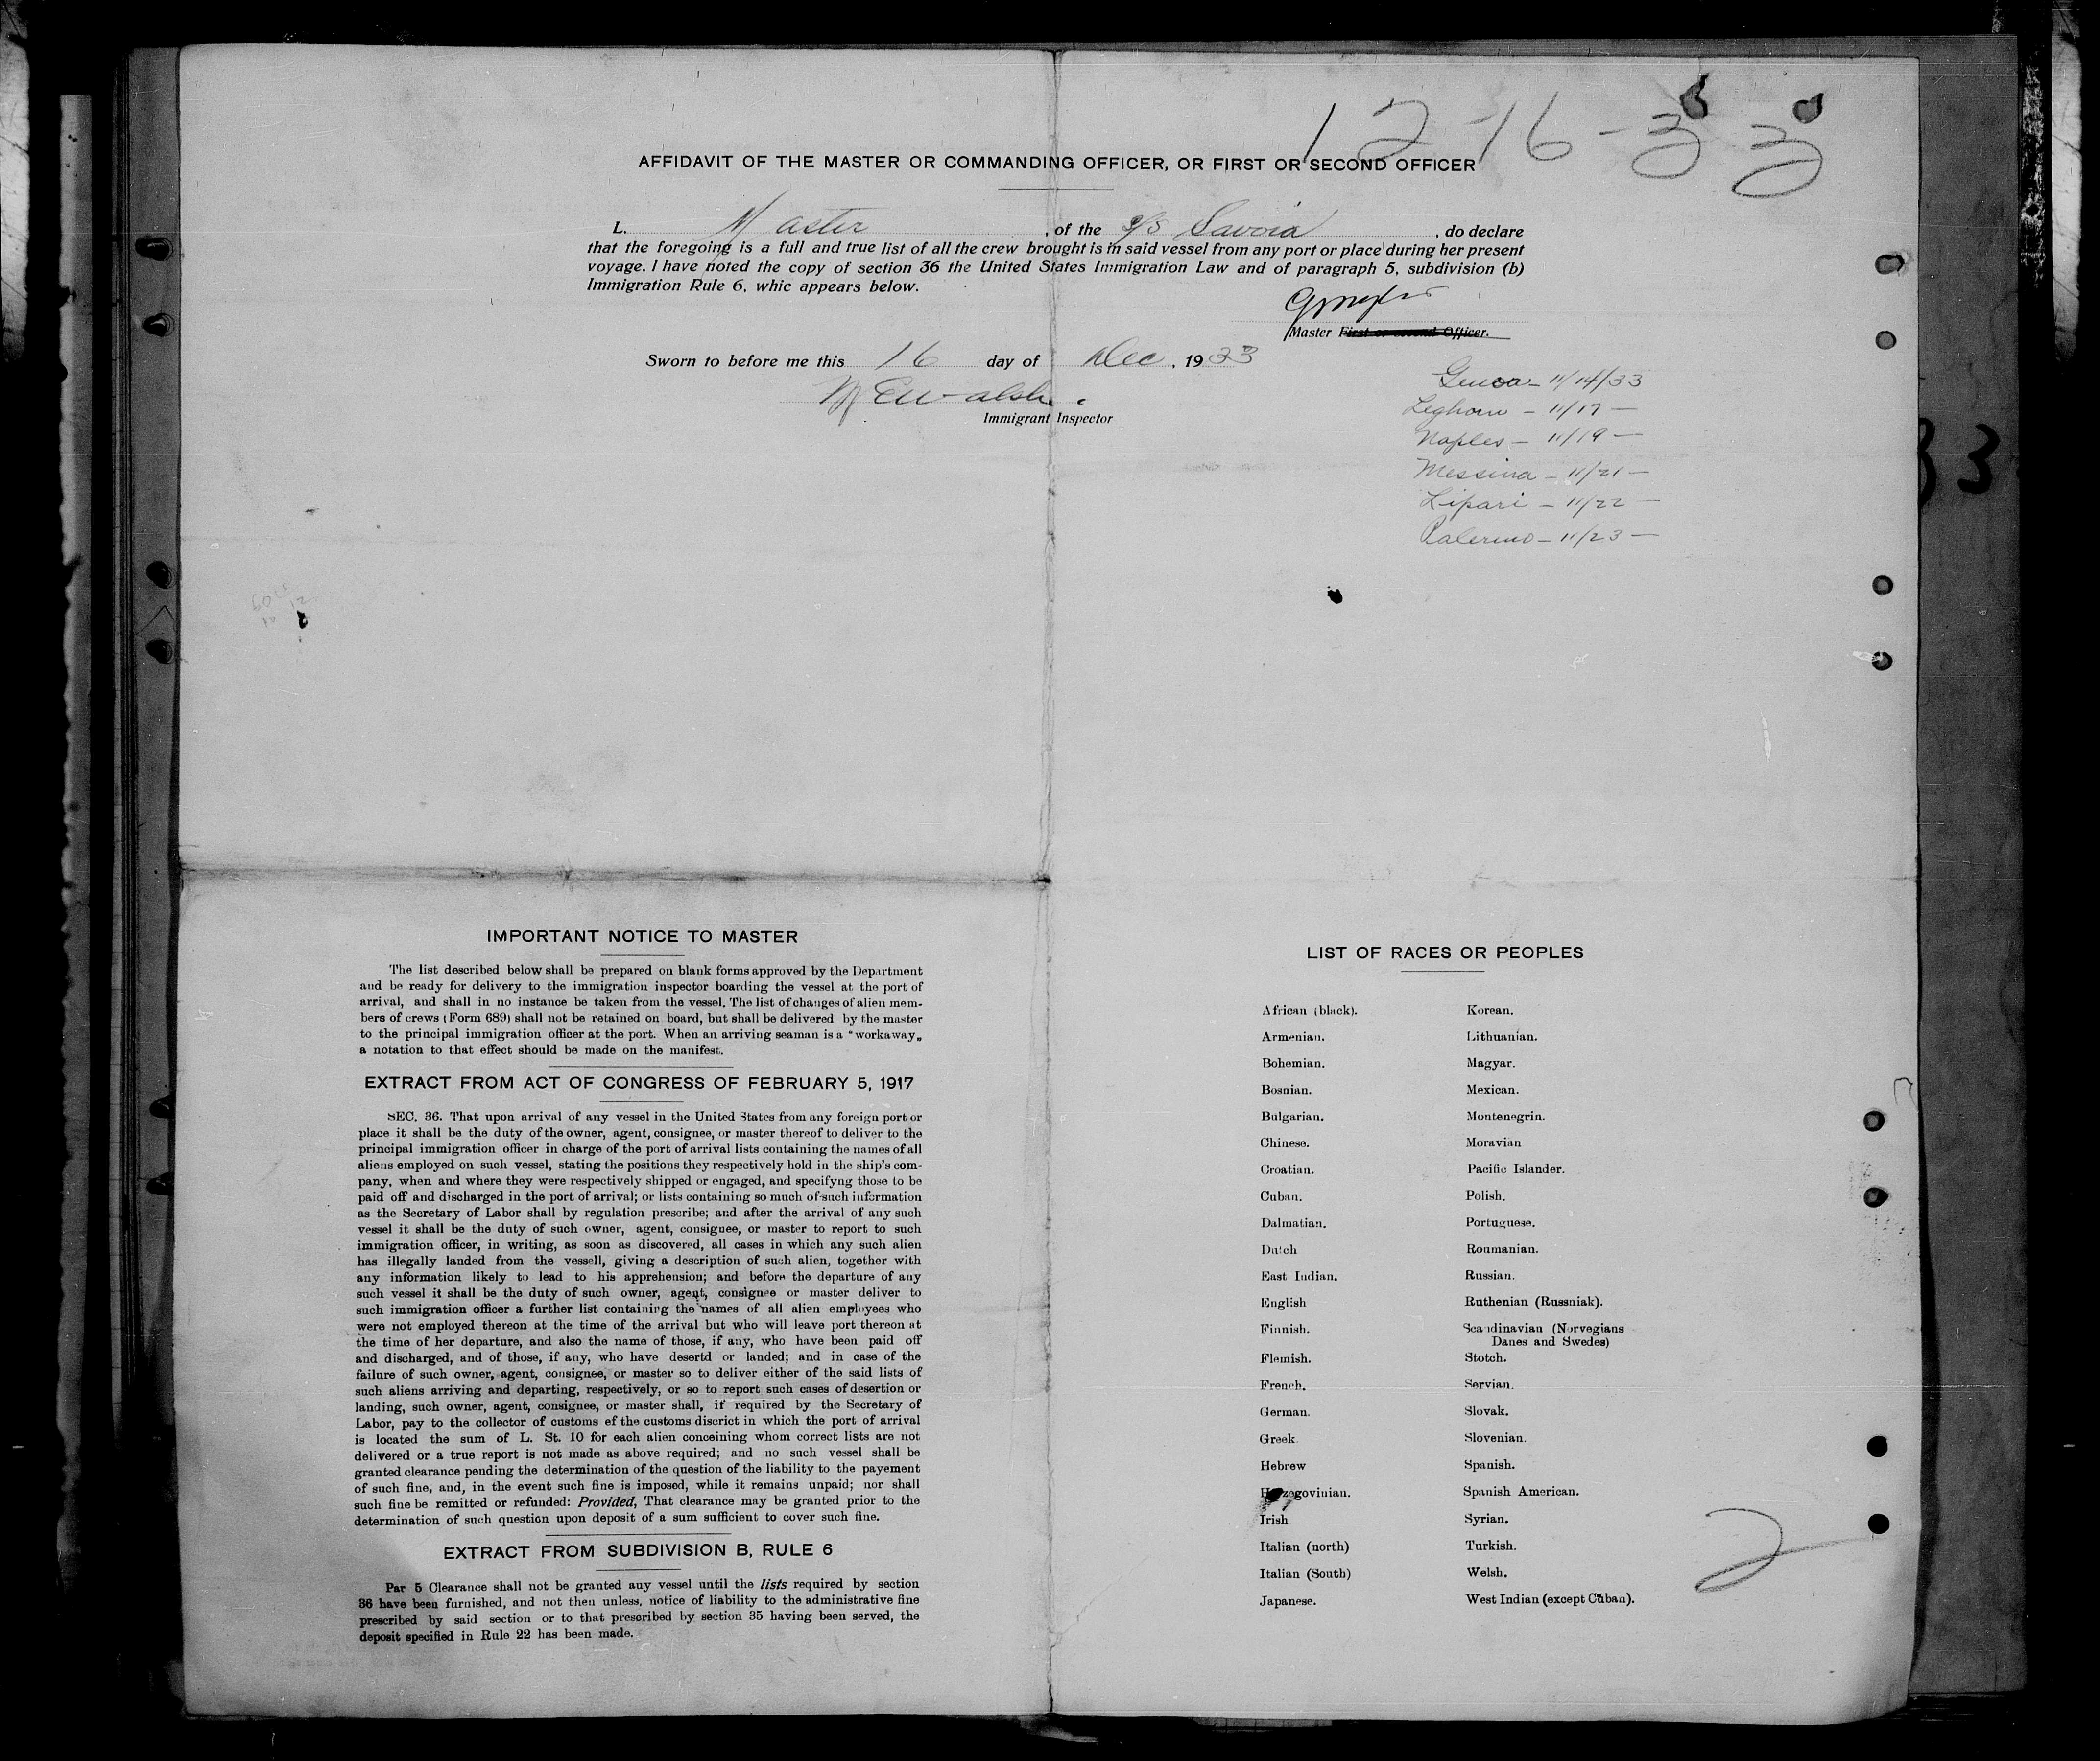 12-16-33
AFFIDAVIT OF THE MASTER OR COMMANDING OFFICER, OR FIRST OR SECOND OFFICER
L. Master, of the S/S Savoia, do declare
that the foregoing is a full and true list of all the crew brought is in said vessel from any port or place during her present
voyage. I have noted the copy of section 36 the United States Immigration Law and of paragraph 5, subdivision (b)
Immigration Rule 6, whic appears below.
Master First or second Officer.
Sworn to before me this 16 day of Dec, 1933
Walsh
Immigrant Inspector
Genoa - 11/14/33
Leghorn - 11/17 -
Naples - 11/19 -
Messina - 11/21 -
Lipari - 11/22 -
Palermo - 11/23 -
33
IMPORTANT NOTICE TO MASTER
The list described below shall be prepared on blank forms approved by the Department
and be ready for delivery to the immigration inspector boarding the vessel at the port of
arrival, and shall in no instance be taken from the vessel. The list of changes of alien mem-
bers of crews (Form 689) shall not be retained on board, but shall be delivered by the master
to the principal immigration officer at the port. When an arriving seaman is a "workaway„
a notation to that effect should be made on the manifest.
EXTRACT FROM ACT OF CONGRESS OF FEBRUARY 5, 1917
SEC. 36. That upon arrival of any vessel in the United States from any foreign port or
place it shall be the duty of the owner, agent, consignee, or master thereof to deliver to the
principal immigration officer in charge of the port of arrival lists containing the names of all
aliens employed on such vessel, stating the positions they respectively hold in the ship's com-
pany, when and where they were respectively shipped or engaged, and specifyng those to be
paid off and discharged in the port of arrival; or lists containing so much of such information
as the Secretary of Labor shall by regulation prescribe; and after the arrival of any such
vessel it shall be the duty of such owner, agent, consignee, or master to report to such
immigration officer, in writing, as soon as discovered, all cases in which any such alien
has illegally landed from the vessell, giving a description of such alien, together with
any information likely to lead to his apprehension; and before the departure of any
such vessel it shall be the duty of such owner, agent, consignee or master deliver to
such immigration officer a further list containing the names of all alien employees who
were not employed thereon at the time of the arrival but who will leave port thereon at
the time of her departure, and also the name of those, if any, who have been paid off
and discharged, and of those, if any, who have desertd or landed; and in case of the
failure of such owner, agent, consignee, or master so to deliver either of the said lists of
such aliens arriving and departing, respectively, or so to report such cases of desertion or
landing, such owner, agent, consignee, or master shall, if required by the Secretary of
Labor, pay to the collector of customs ef the customs discrict in which the port of arrival
is located the sum of L. St. 10 for each alien conceining whom correct lists are not
delivered or a true report is not made as above required; and no such vessel shall be
granted clearance pending the determination of the question of the liability to the payement
of such fine, and, in the event such fine is imposed, while it remains unpaid; nor shall
such fine be remitted or refunded: Provided, That clearance may be granted prior to the
determination of such question upon deposit of a sum sufficient to cover such fine.
EXTRACT FROM SUBDIVISION B, RULE 6
Par 5 Clearance shall not be granted any vessel until the lists required by section
36 have been furnished, and not then unless, notice of liability to the administrative fine
prescribed by said section or to that prescribed by section 35 having been served, the
deposit specified in Rule 22 has been made.
LIST OF RACES OR PEOPLES
African (black).
Armenian.
Bohemian.
Bosnian.
Bulgarian.
Chinese.
Croatian.
Cuban.
Dalmatian.
Dutch
East Indian.
English
Finnish.
Flemish.
French.
German.
Greek.
Hebrew
Herzegovinian.
Irish
Italian (north)
Italian (South)
Japanese.
Korean.
Lithuanian.
Magyar.
Mexican.
Montenegrin.
Moravian
Pacific Islander.
Polish.
Portuguese.
Roumanian.
Russian.
Ruthenian (Russniak).
Scandinavian (Norvegians
Danes and Swedes)
Stotch.
Servian.
Slovak.
Slovenian.
Spanish.
Spanish American.
Syrian.
Turkish.
Welsh.
West Indian (except Cuban).
2